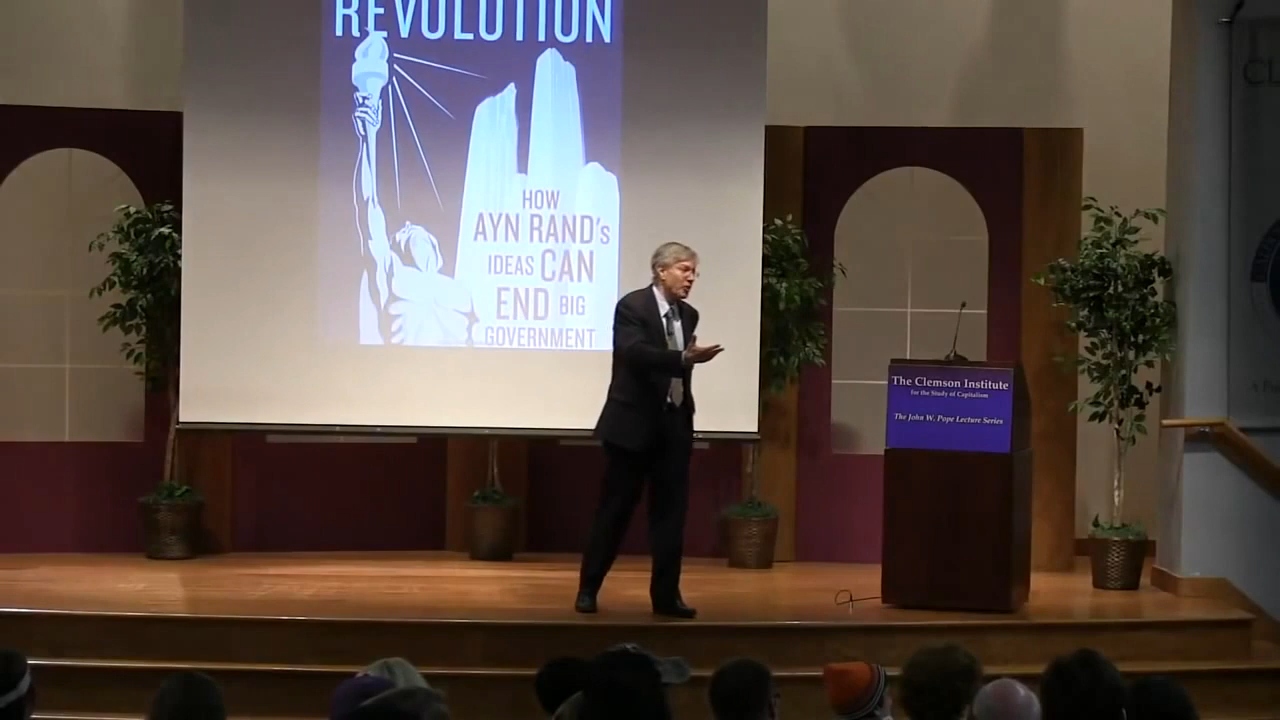 REVOLUTION
HOW
AYN RAND's
IDEAS CAN
END BIG
GOVERNMENT
The Clemson Institute
for the Study of Capitalism
The John W. Pope Lecture Series